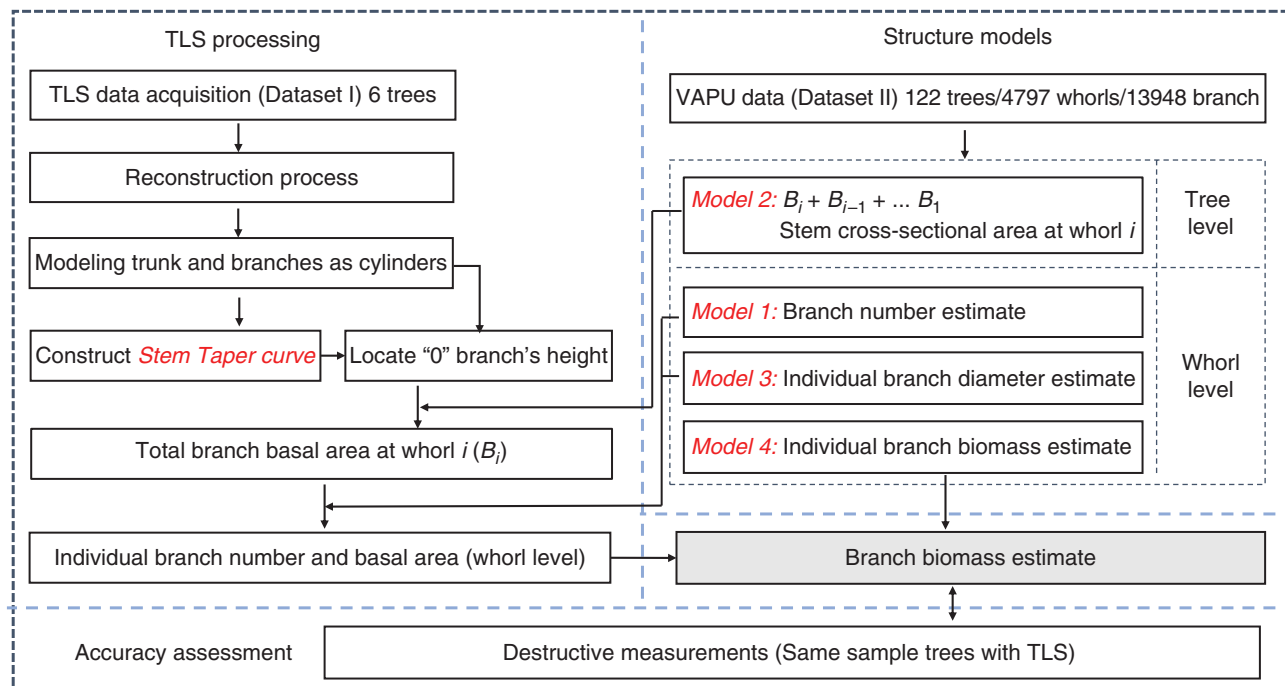 TLS processing
TLS data acquisition (Dataset I) 6 trees
Reconstruction process
Modeling trunk and branches as cylinders
Construct Stem Taper curve
Locate “0” branch’s height
Total branch basal area at whorl i (Bi)
Individual branch number and basal area (whorl level)
Structure models
VAPU data (Dataset II) 122 trees/4797 whorls/13948 branch
Model 2: Bi + Bi–1 + ... B1
Stem cross-sectional area at whorl i
Tree
level
Model 1: Branch number estimate
Model 3: Individual branch diameter estimate
Model 4: Individual branch biomass estimate
Whorl
level
Branch biomass estimate
Accuracy assessment
Destructive measurements (Same sample trees with TLS)